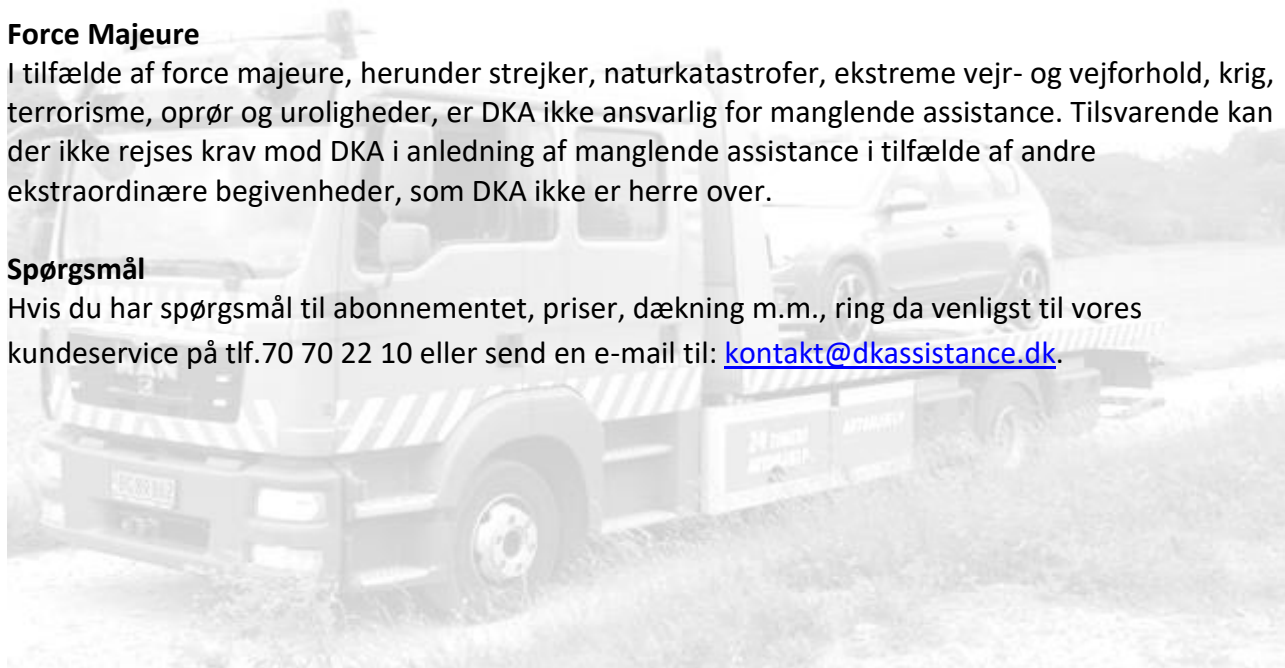 Force Majeure
I tilfælde af force majeure, herunder strejker, naturkatastrofer, ekstreme vejr- og vejforhold, krig,
terrorisme, oprør og uroligheder, er DKA ikke ansvarlig for manglende assistance. Tilsvarende kan
der ikke rejses krav mod DKA i anledning af manglende assistance i tilfælde af andre
ekstraordinære begivenheder, som DKA ikke er herre over.
Spørgsmål
Hvis du har spørgsmål til abonnementet, priser, dækning m.m., ring da venligst til vores
kundeservice på tlf.70 70 22 10 eller send en e-mail til: kontakt@dkassistance.dk.
AUTOHJÆLP